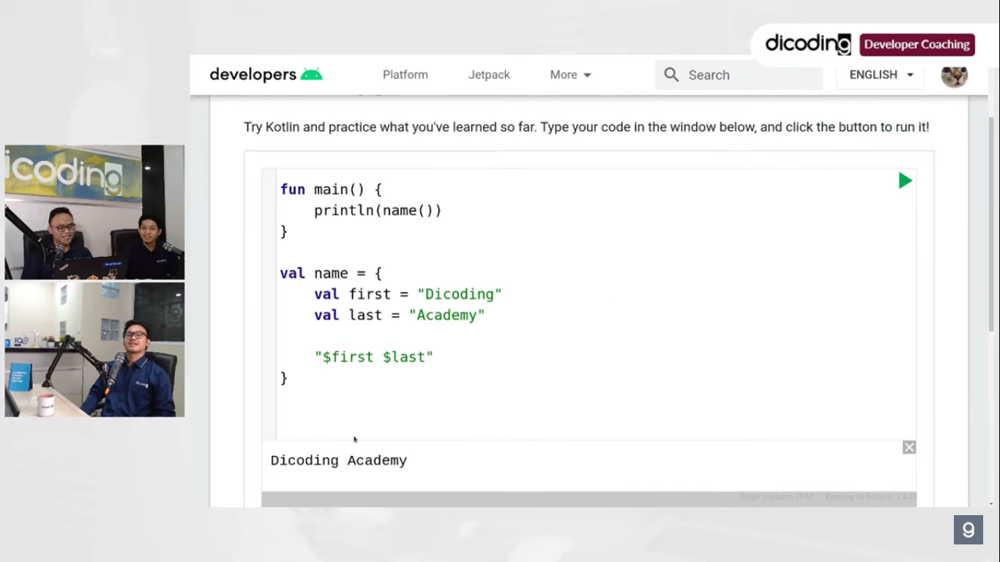 dicoding Developer Coaching
developers Platform Jetpack More Search ENGLISH
Try Kotlin and practice what you've learned so far. Type your code in the window below, and click the button to run it!
icoding
fun main() {
println(name())
}
val name = {
val first = "Dicoding"
val last = "Academy"
"$first $last"
}
Dicoding Academy
Target platform: JVM Running on kotlin v. 1.4.10